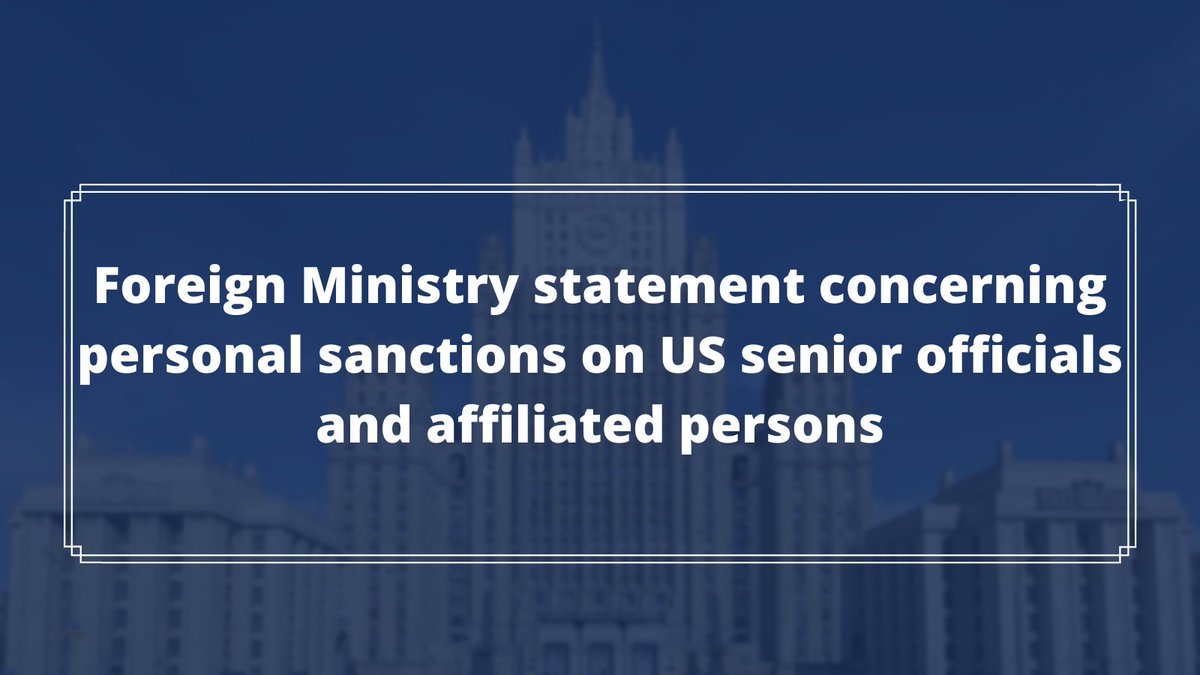 Foreign Ministry statement concerning
personal sanctions on US senior officials
and affiliated persons